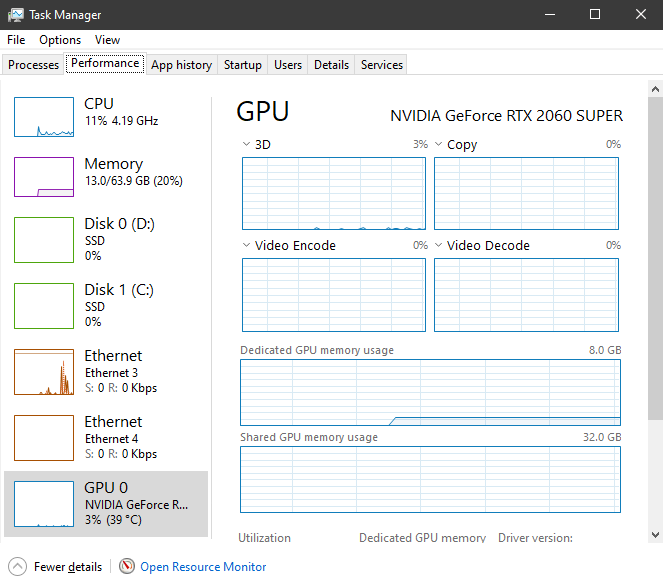 Task Manager
File Options View
Processes Performance App history Startup Users Details Services
CPU
11% 4.19 GHz
Memory
13.0/63.9 GB (20%)
Disk 0 (D:)
SSD
0%
Disk 1 (C:)
SSD
0%
Ethernet
Ethernet 3
S: 0 R: 0 Kbps
Ethernet
Ethernet 4
S: 0 R: 0 Kbps
GPU 0
NVIDIA GeForce R...
3% (39 °C)
GPU NVIDIA GeForce RTX 2060 SUPER
3D 3% Copy 0%
Video Encode 0% Video Decode 0%
Dedicated GPU memory usage 8.0 GB
Shared GPU memory usage 32.0 GB
Utilization Dedicated GPU memory Driver version:
Fewer details Open Resource Monitor